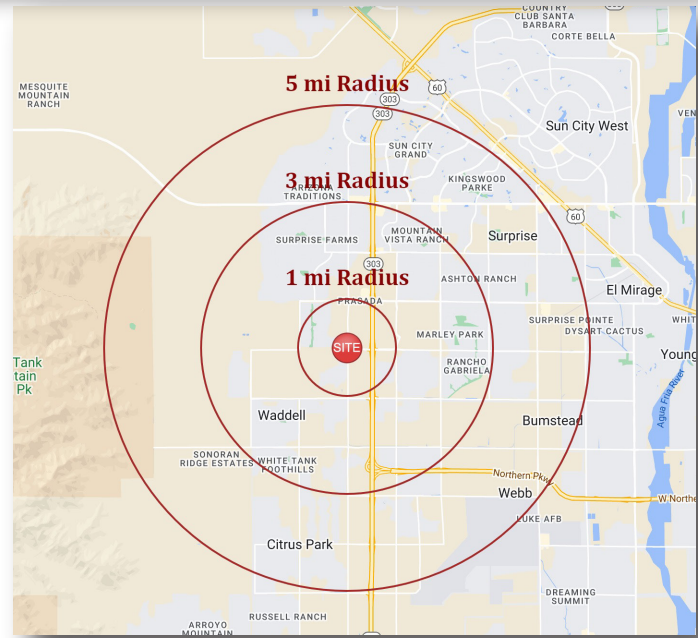 COUNTRY
CLUB SANTA
BARBARA
CORTE BELLA
5 mi Radius
MESQUITE
MOUNTAIN
RANCH
60
303
303
VEN
Sun City West
SUN CITY
GRAND
3 mi Radius
KINGSWOOD
PARKE
ARIZONA
TRADITIONS
60
SURPRISE FARMS
MOUNTAIN
VISTA RANCH
Surprise
303
1 mi Radius
ASHTON RANCH
El Mirage
PRASADA
SURPRISE POINTE
WHIT
DYSART-CACTUS
MARLEY PARK
SITE
Young
Tank
tain
Pk
RANCHO
GABRIELA
Agua Fria River
Waddell
Bumstead
SONORAN
RIDGE ESTATES
WHITE TANK
FOOTHILLS
Northern Pkwy
Webb
W.Northe
LUKE AFB
Citrus Park
DREAMING
SUMMIT
RUSSELL RANCH
ARROYO
MOUNTAIN